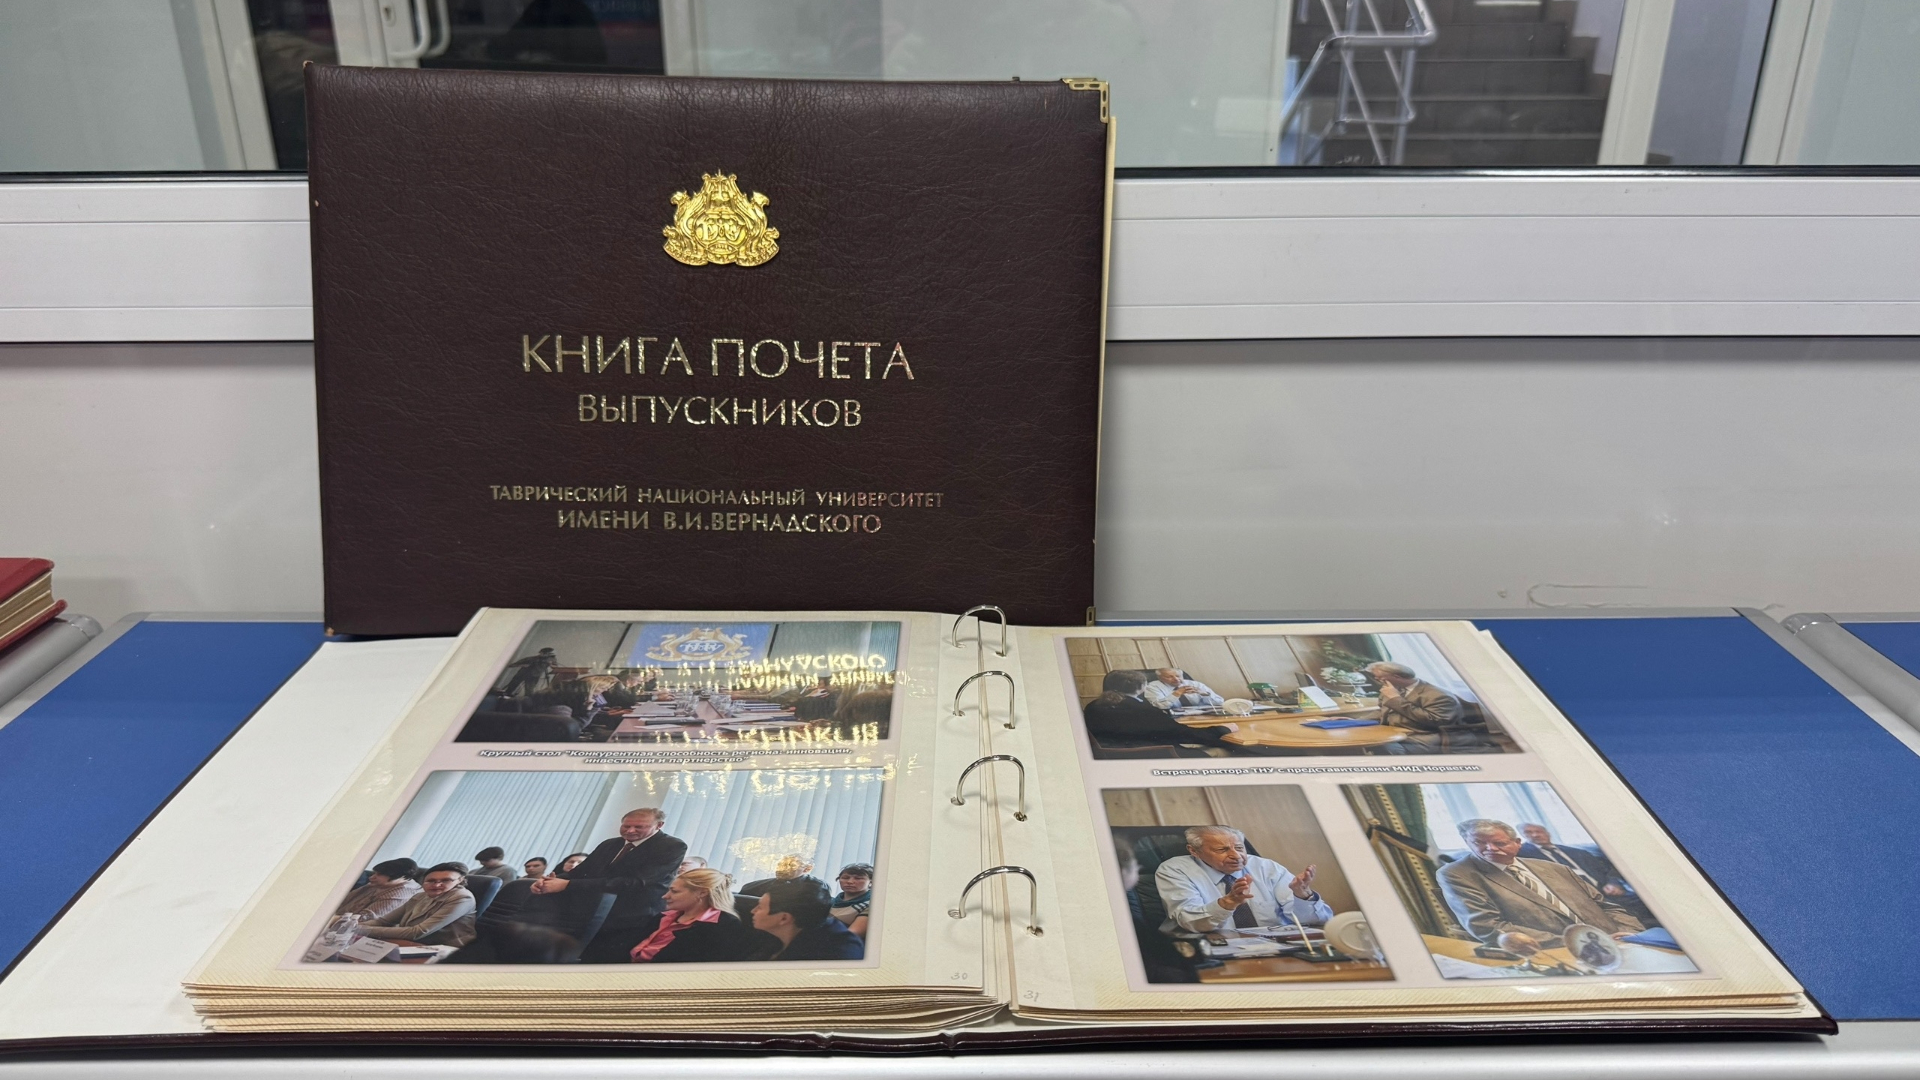 КНИГА ПОЧЕТА
ВЫПУСКНИКОВ
ТАВРИЧЕСКИЙ НАЦИОНАЛЬНЫЙ УНИВЕРСИТЕТ
ИМЕНИ В.И.ВЕРНАДСКОГО
Круглый стол "Конкурентная способность региона: инновации,
инвестиции и партнерство"
30
Встреча ректора ТНУ с представителями МИД Норвегии
31